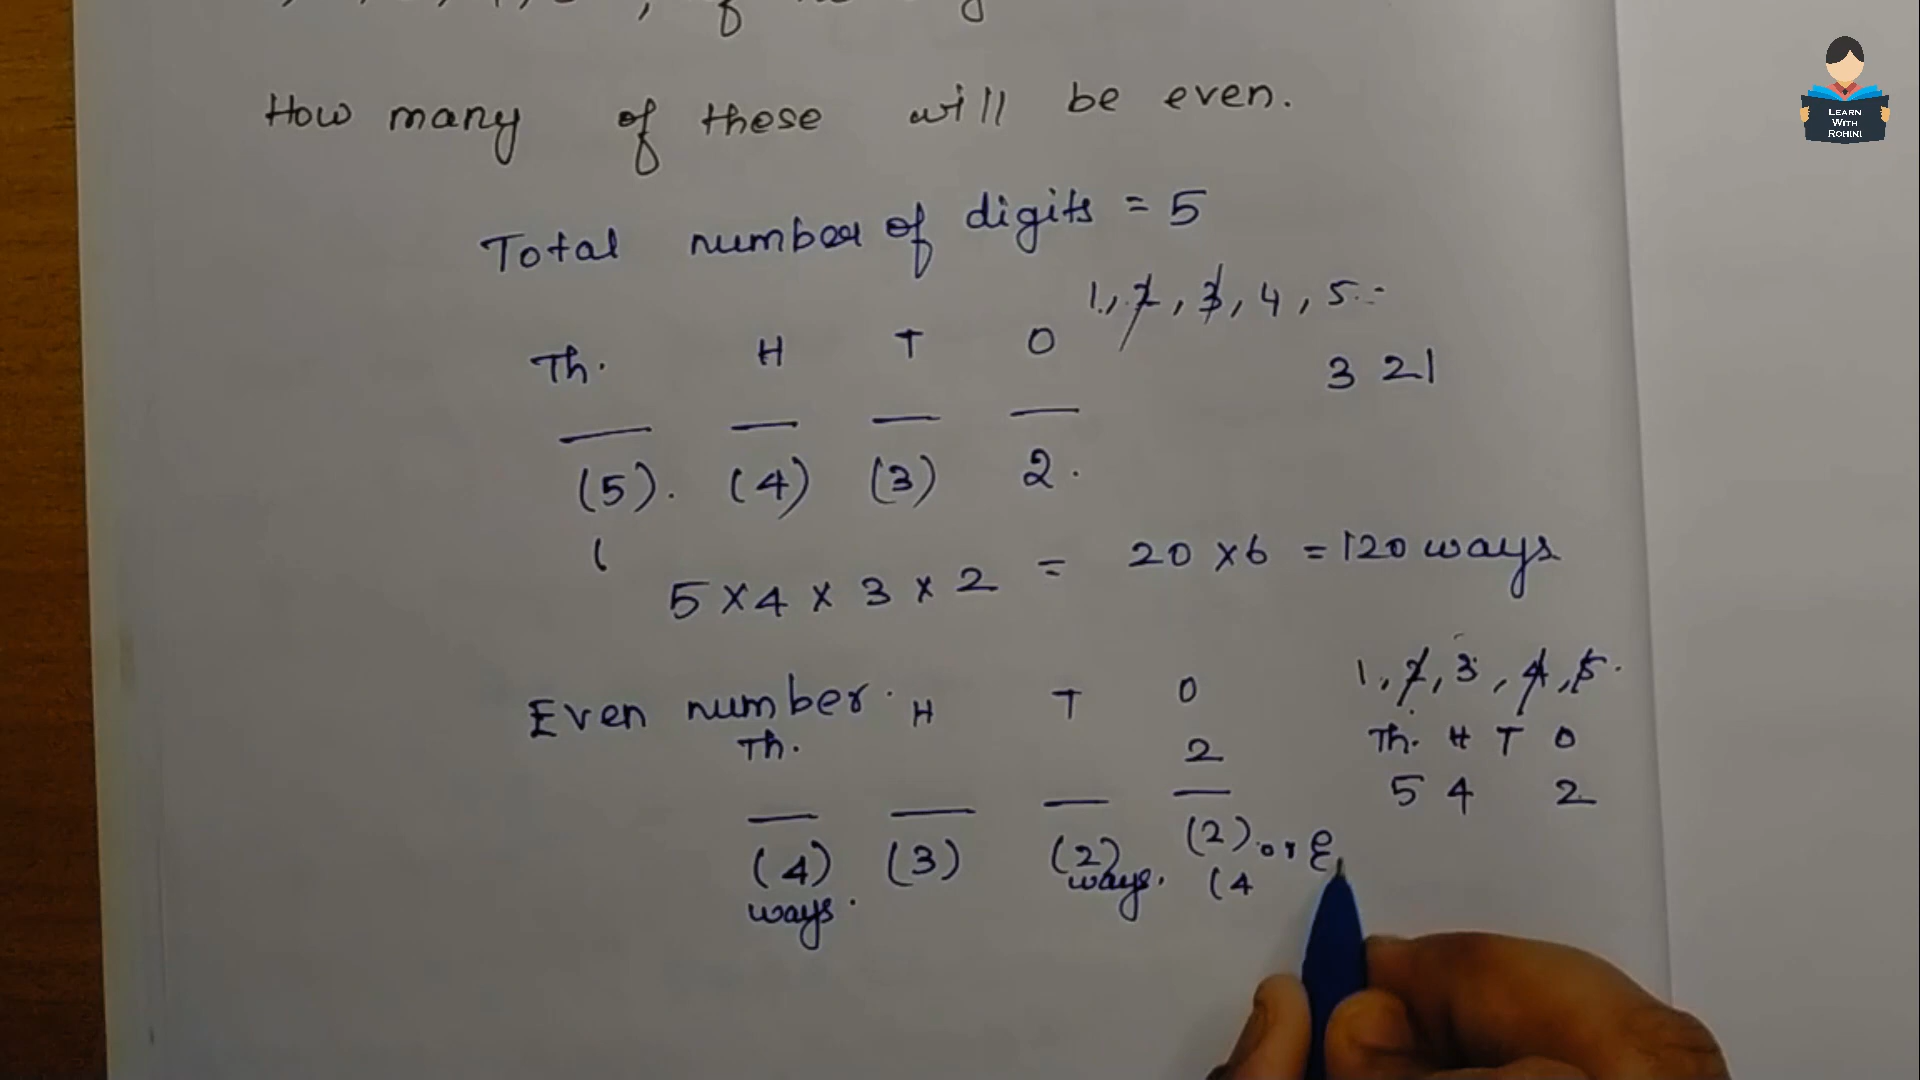 How many of these will be even.
Total number of digits = 5
1, 2, 3, 4, 5.
Th. H T O
3 21
(5). (4) (3) 2.
(
5 x 4 x 3 x 2 = 20 x 6 = 120 ways
1, 2, 3, 4, 5.
Even number. H T O
Th. 2
Th. H T O
5 4 2
(4) (3) (2) (2). or
ways. ways. (4
LEARN
WITH
ROHINI